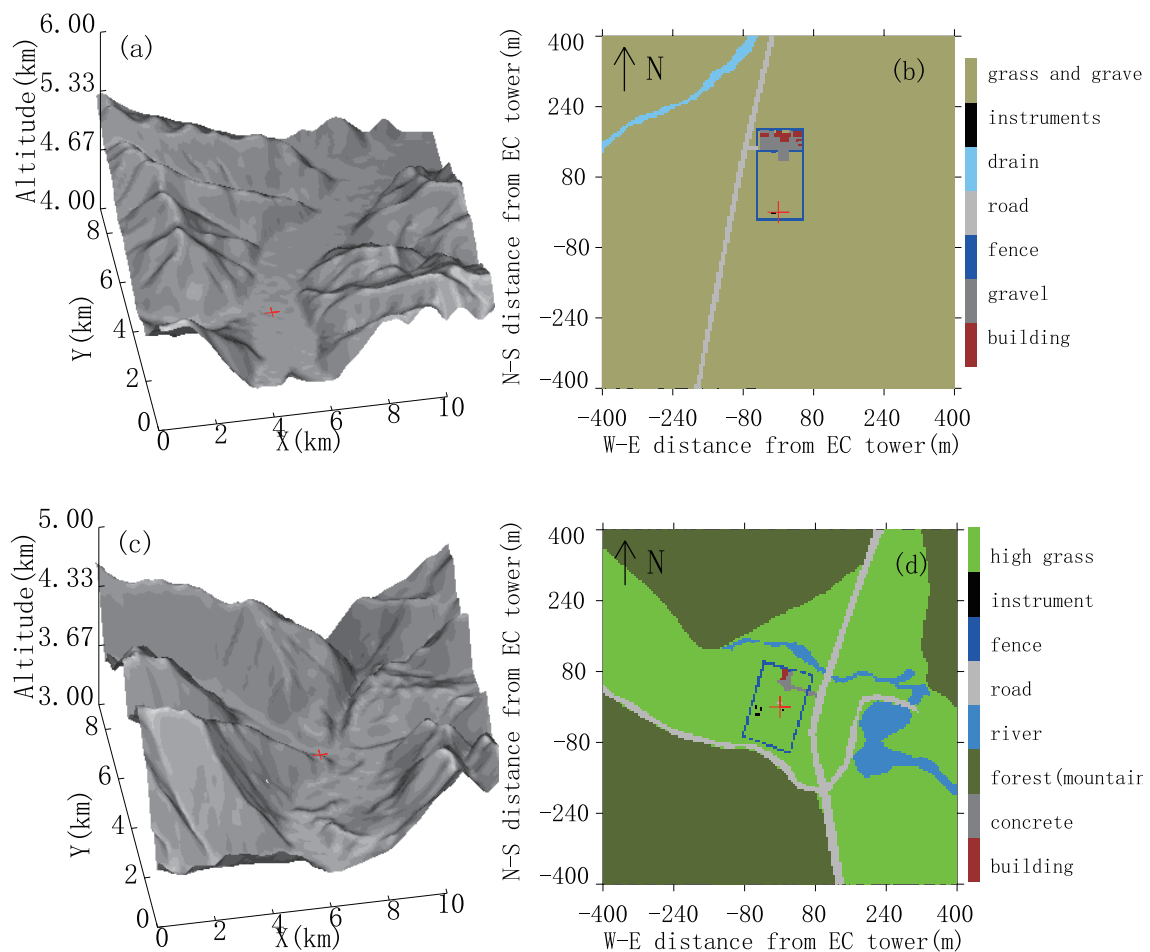 (a)
6.00
5.33
4.67
4.00
Altitude(km)
8
6
4
2
0
Y(km)
0 2 4 6 8 10
X(km)
(b)
N
400
240
80
-80
-240
-400
N-S distance from EC tower(m)
-400 -240 -80 80 240 400
W-E distance from EC tower(m)
grass and grave
instruments
drain
road
fence
gravel
building
(c)
5.00
4.33
3.67
3.00
Altitude(km)
8
6
4
2
0
Y(km)
0 2 4 6 8 10
X(km)
(d)
N
400
240
80
-80
-240
-400
N-S distance from EC tower(m)
-400 -240 -80 80 240 400
W-E distance from EC tower(m)
high grass
instrument
fence
road
river
forest(mountain
concrete
building